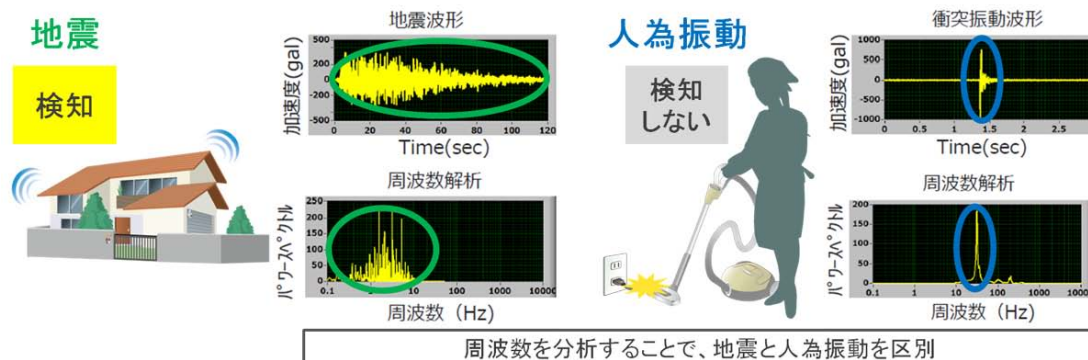 地震
検知
地震波形
加速度(gal)
500
200
0
-200
-500
0 20 40 60 80 100 120
Time(sec)
周波数解析
パワースペクトル
250
200
150
100
50
0
0.1 1 10 100 1000 10000
周波数（Hz）
人為振動
検知
しない
衝突振動波形
加速度(gal)
1000
500
0
-500
-1000
0 0.5 1 1.5 2 2.5
Time(sec)
周波数解析
パワースペクトル
200
150
100
50
0
0.1 1 10 100 1000 1000
周波数（Hz）
周波数を分析することで、地震と人為振動を区別